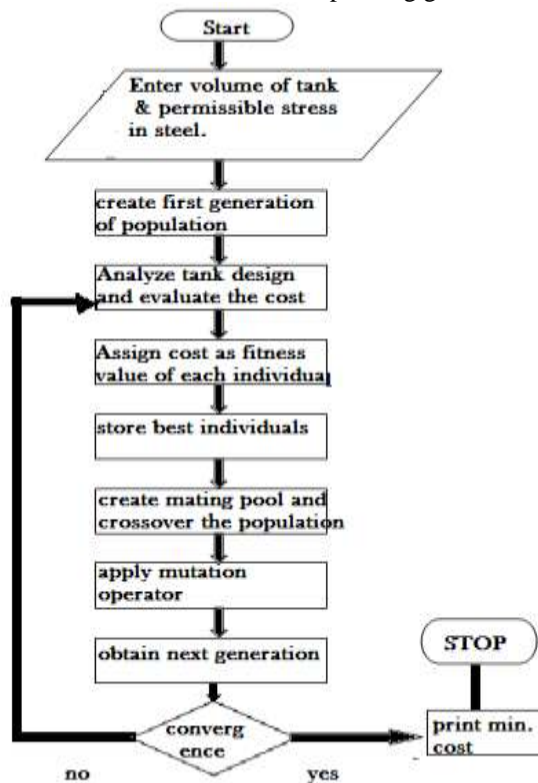 Start
Enter volume of tank
& permissible stress
in steel.
create first generation
of population
Analyze tank design
and evaluate the cost
Assign cost as fitness
value of each individual
store best individuals
create mating pool and
crossover the population
apply mutation
operator
obtain next generation
converg
ence
no
yes
STOP
print min.
cost